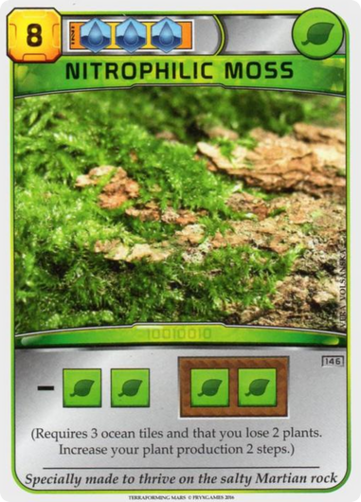 8
NITROPHILIC MOSS
10010010
146
(Requires 3 ocean tiles and that you lose 2 plants.
Increase your plant production 2 steps.)
Specially made to thrive on the salty Martian rock
TERRAFORMING MARS © FRYXGAMES 2016